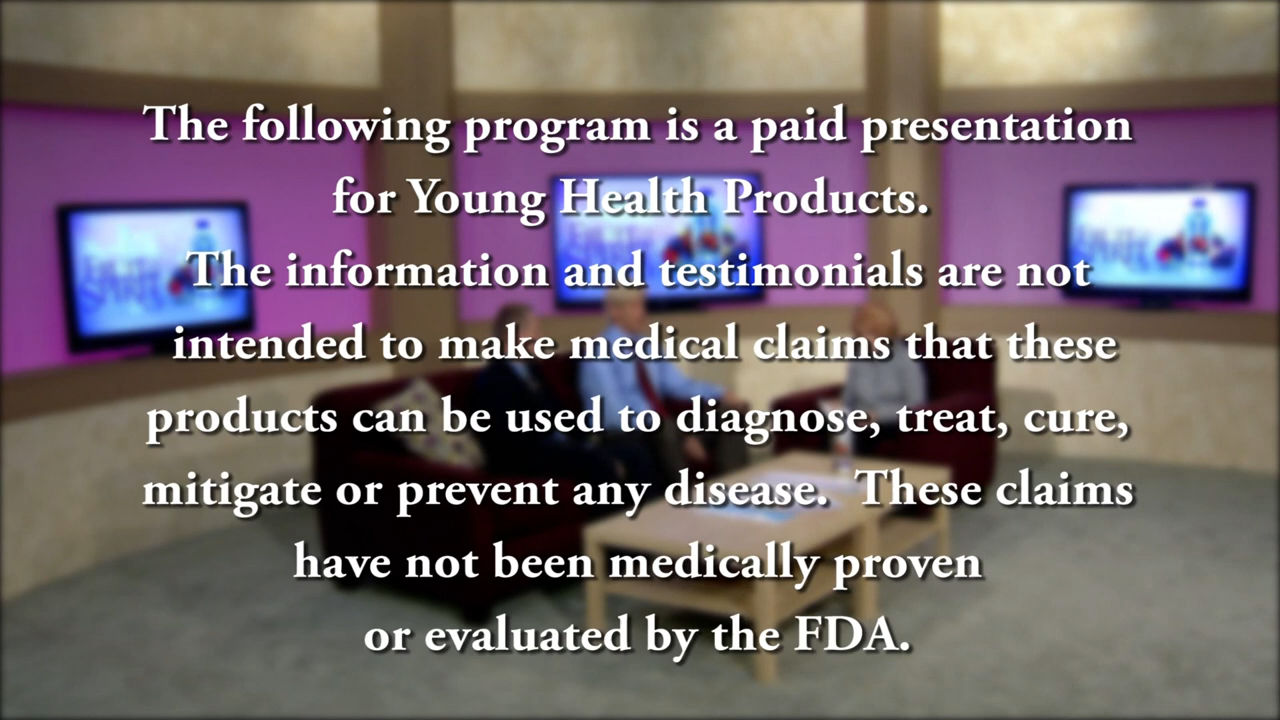 The following program is a paid presentation
for Young Health Products.
The information and testimonials are not
intended to make medical claims that these
products can be used to diagnose, treat, cure,
mitigate or prevent any disease.  These claims
have not been medically proven
or evaluated by the FDA.